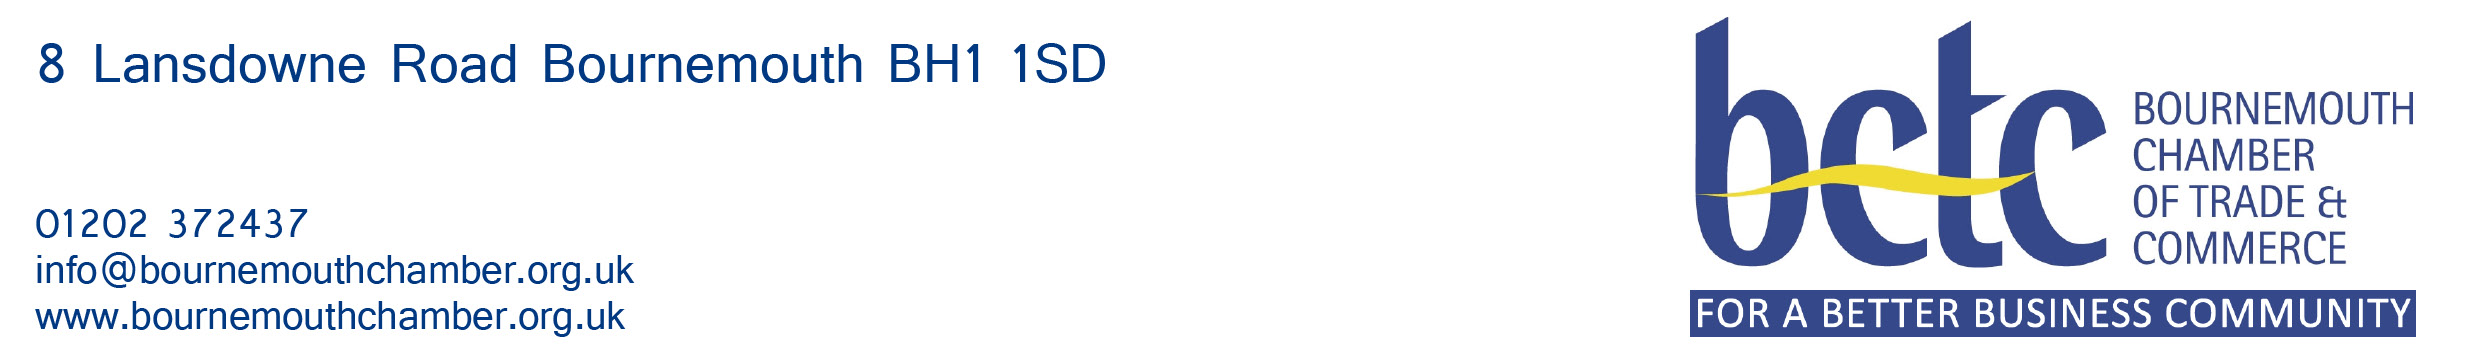 8 Lansdowne Road Bournemouth BH1 1SD
01202 372437
info@bournemouthchamber.org.uk
www.bournemouthchamber.org.uk
bctc
BOURNEMOUTH
CHAMBER
OF TRADE &
COMMERCE
FOR A BETTER BUSINESS COMMUNITY